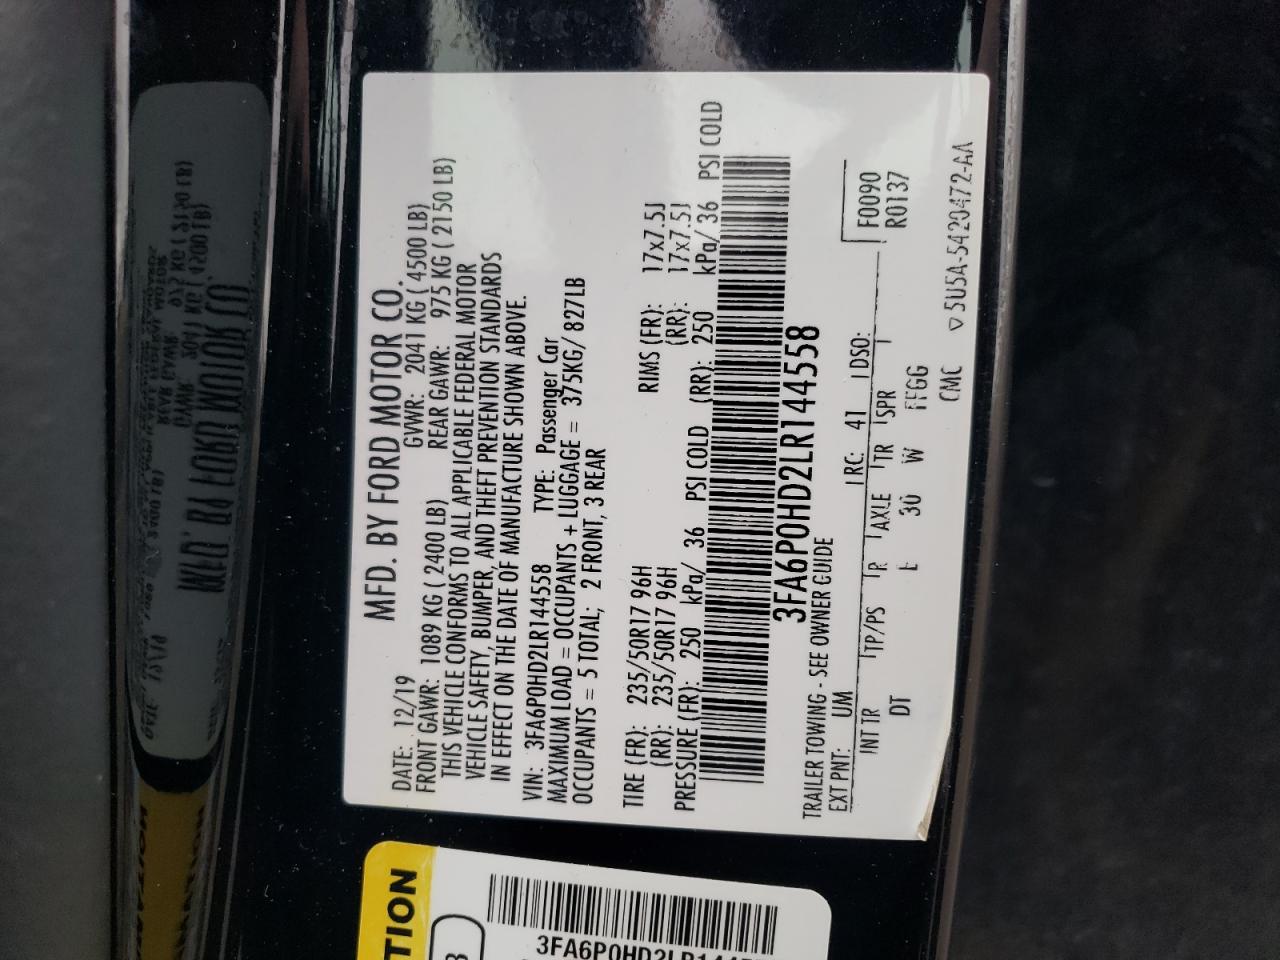 MFD. BY FORD MOTOR CO.
DATE: 12/19 GVWR: 2041 KG ( 4500 LB)
FRONT GAWR: 1089 KG ( 2400 LB) REAR GAWR: 975 KG ( 2150 LB)
THIS VEHICLE CONFORMS TO ALL APPLICABLE FEDERAL MOTOR
VEHICLE SAFETY, BUMPER, AND THEFT PREVENTION STANDARDS
IN EFFECT ON THE DATE OF MANUFACTURE SHOWN ABOVE.
VIN: 3FA6P0HD2LR144558 TYPE: Passenger Car
MAXIMUM LOAD = OCCUPANTS + LUGGAGE = 375KG/ 827LB
OCCUPANTS = 5 TOTAL; 2 FRONT, 3 REAR
TIRE (FR): 235/50R17 96H RIMS (FR): 17x7.5J
(RR): 235/50R17 96H (RR): 17x7.5J
PRESSURE (FR): 250 kPa/ 36 PSI COLD (RR): 250 kPa/ 36 PSI COLD
3FA6P0HD2LR144558
TRAILER TOWING - SEE OWNER GUIDE
EXT PNT: UM RC: 41 DSO: F0090
INT TR TP/PS R AXLE TR SPR R0137
DT L 30 W FFGG
CMC
5U5A-5420472-AA
TION
3FA6P0HD2LR1445